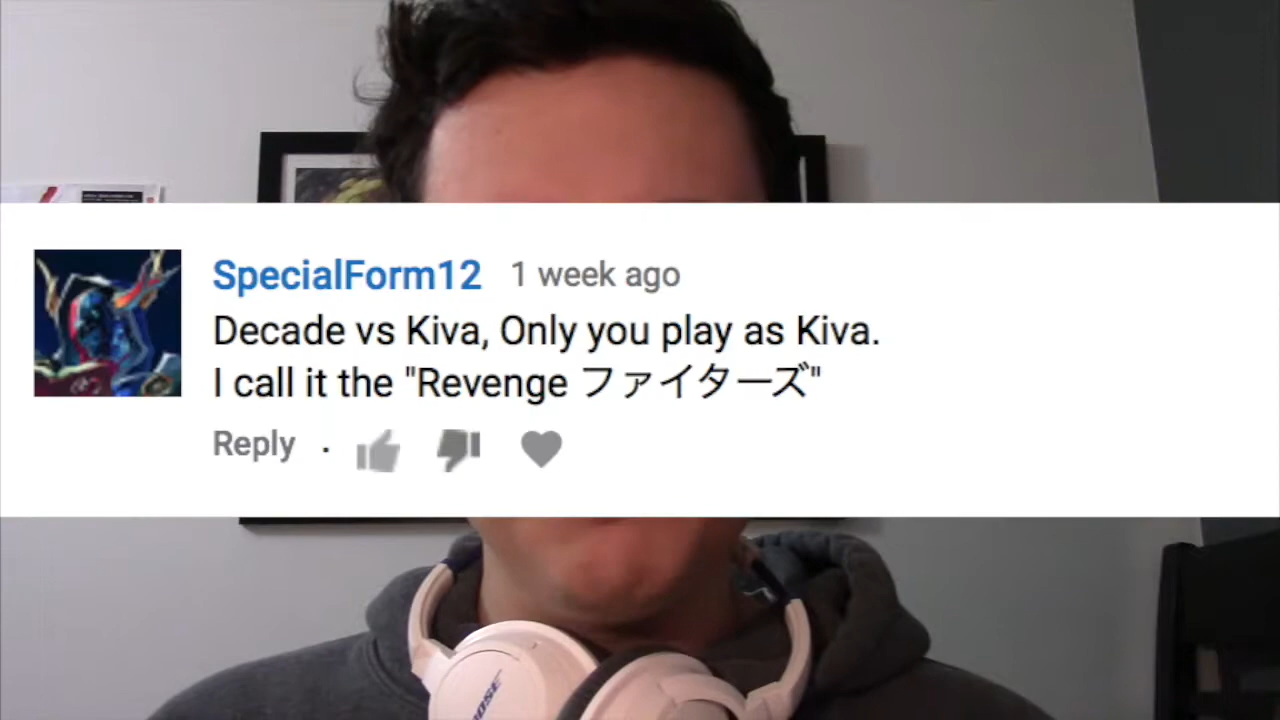 SpecialForm12 1 week ago
Decade vs Kiva, Only you play as Kiva.
I call it the "Revenge ファイターズ"
Reply .
BOSE